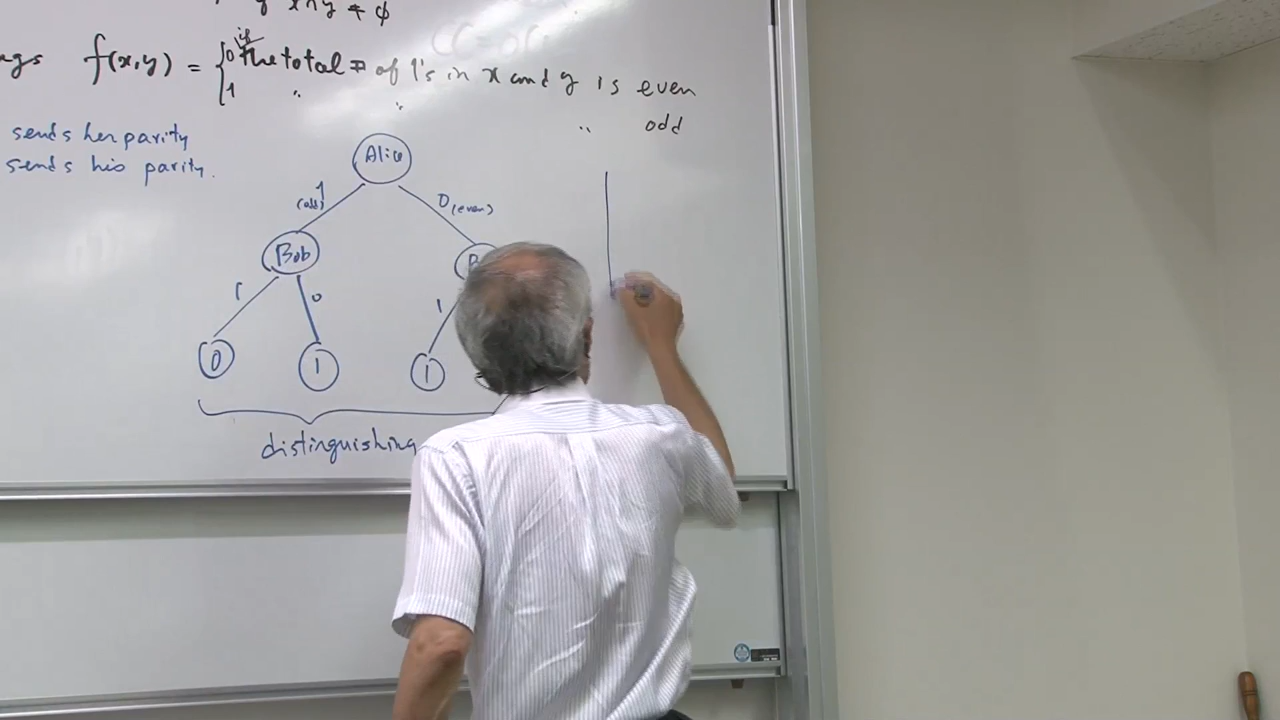 x∩y ≠ ϕ
f(x,y) = { 0 if the total # of 1's in x and y is even
1 " " " odd
sends her parity
sends his parity.
Alice
1 (odd) 0 (even)
Bob B
1 0 1
0 1 1
distinguishing